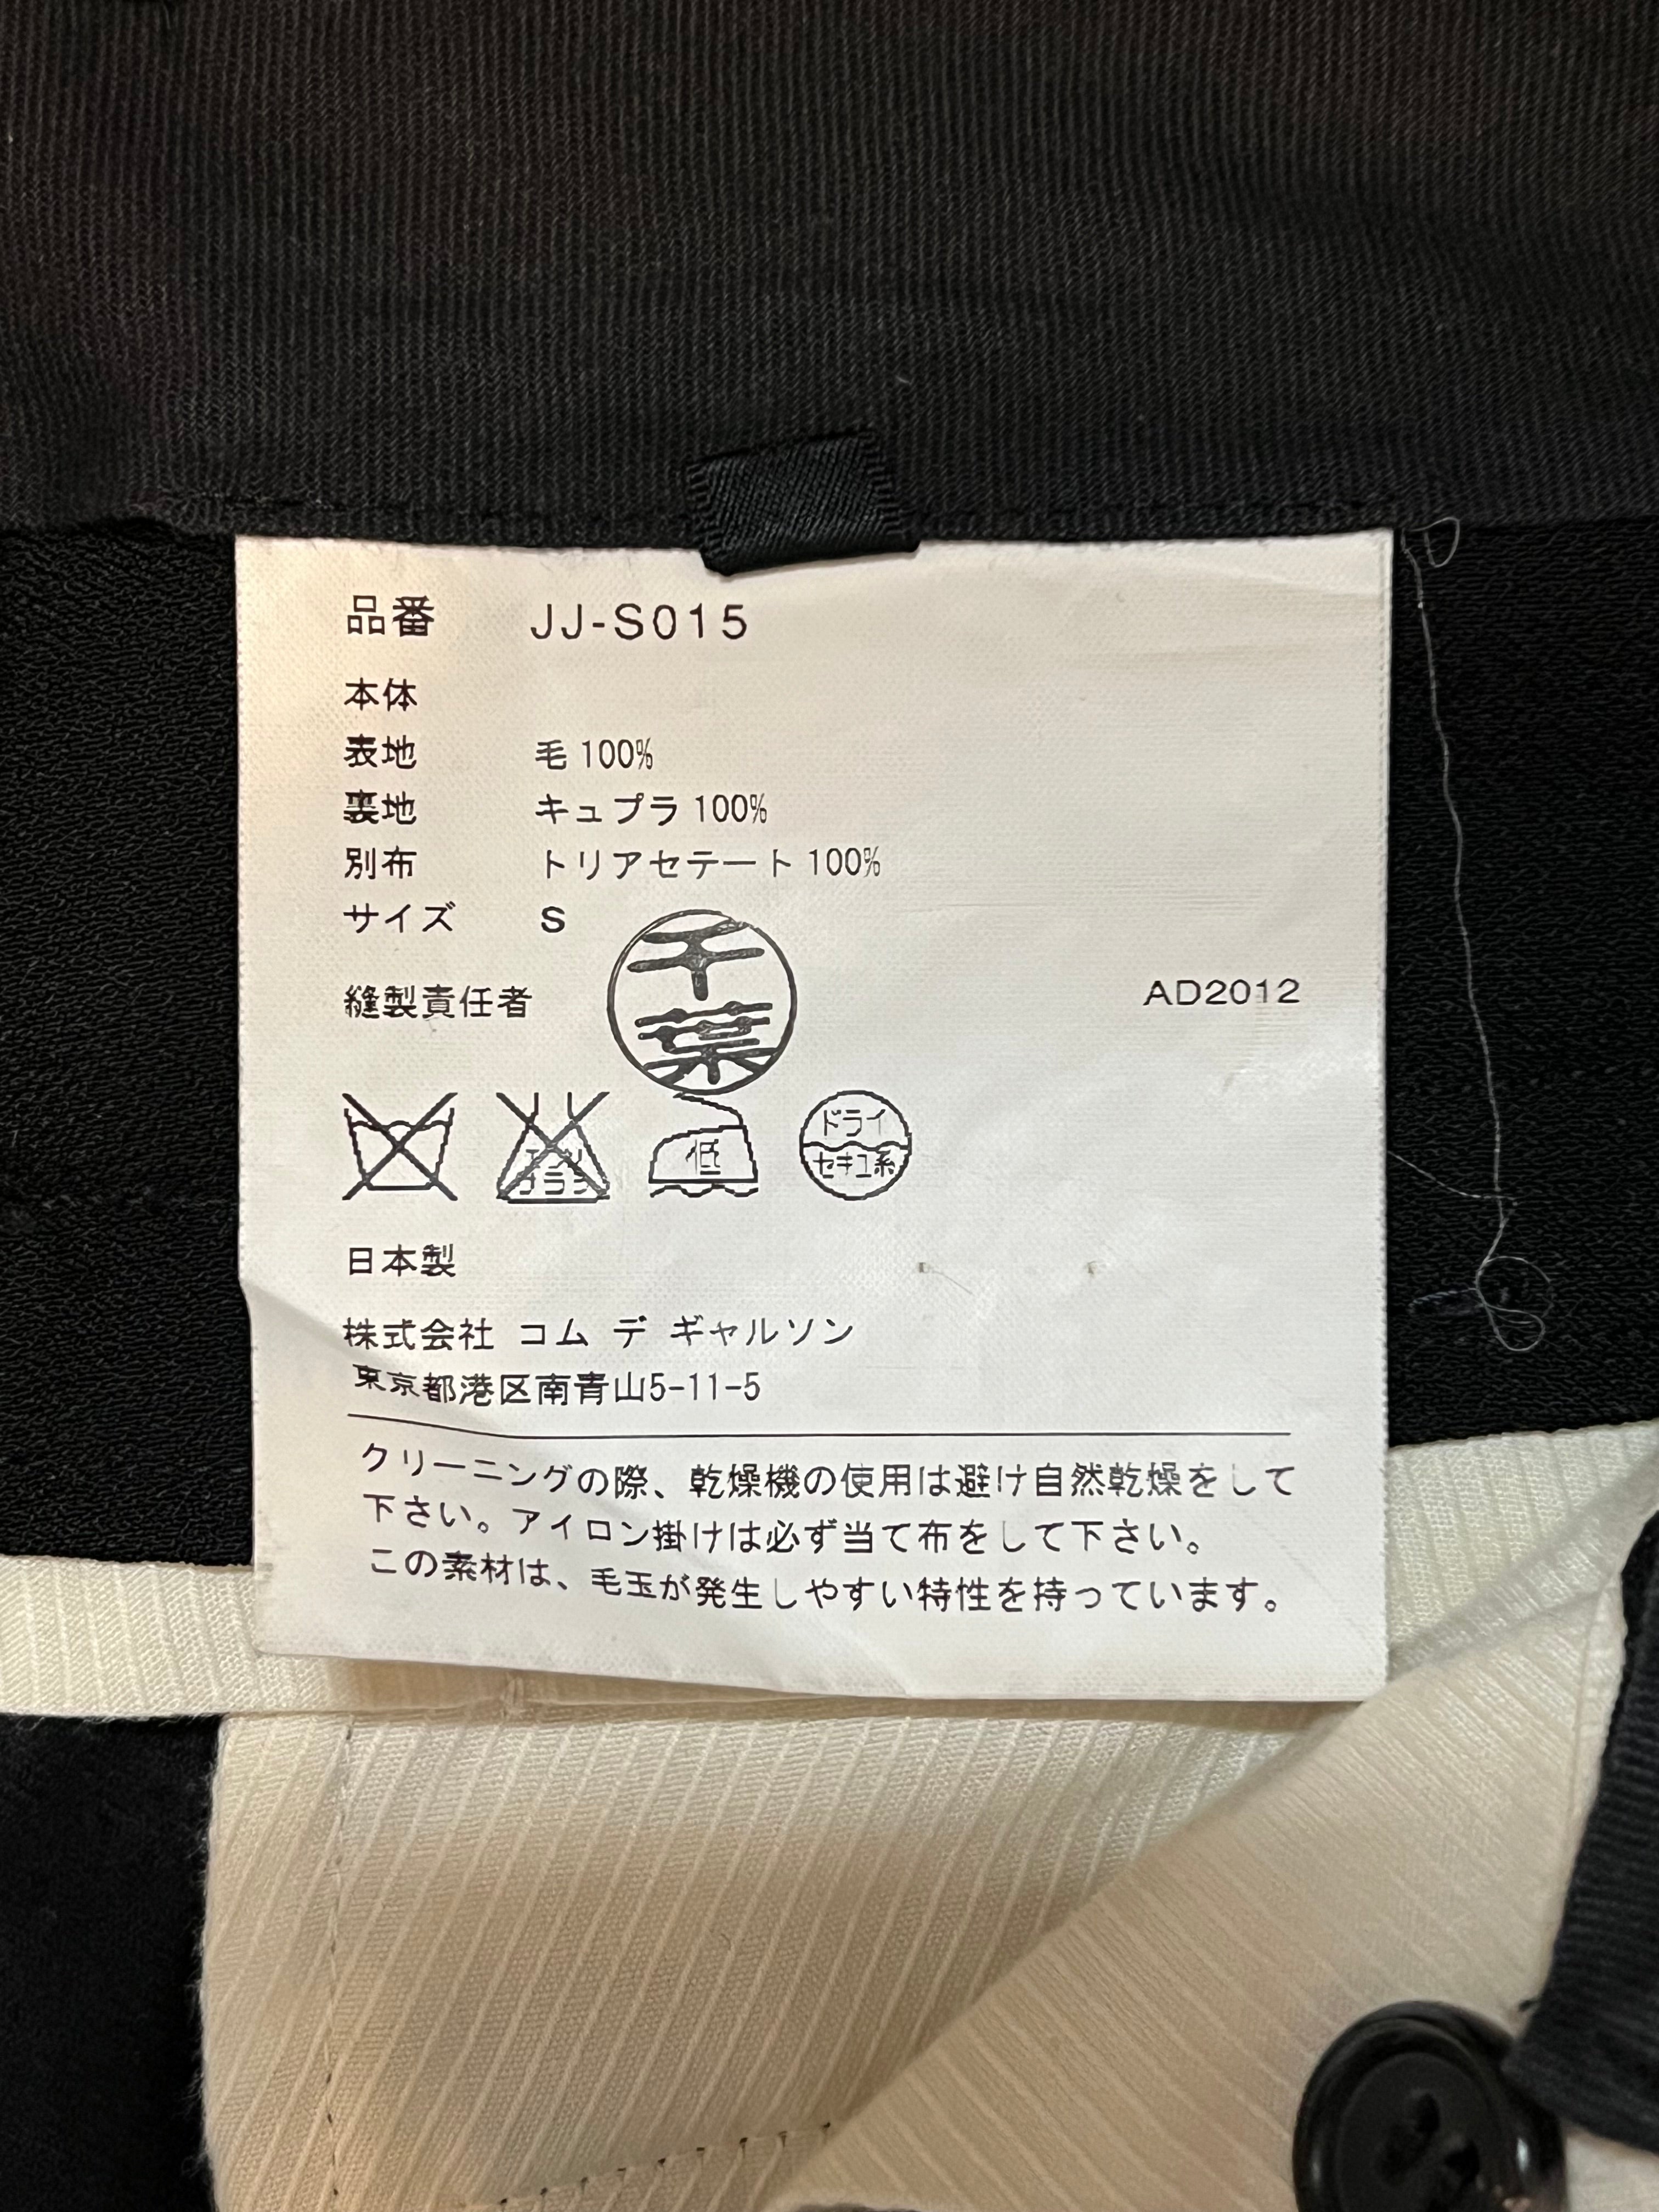 品番 JJ-S015
本体
表地 毛 100%
裏地 キュプラ 100%
別布 トリアセテート 100%
サイズ S
縫製責任者 千葉 AD2012
エンソ
サラシ
低
ドライ
セキユ系
日本製
株式会社 コム デ ギャルソン
東京都港区南青山5-11-5
クリーニングの際、乾燥機の使用は避け自然乾燥をして
下さい。アイロン掛けは必ず当て布をして下さい。
この素材は、毛玉が発生しやすい特性を持っています。